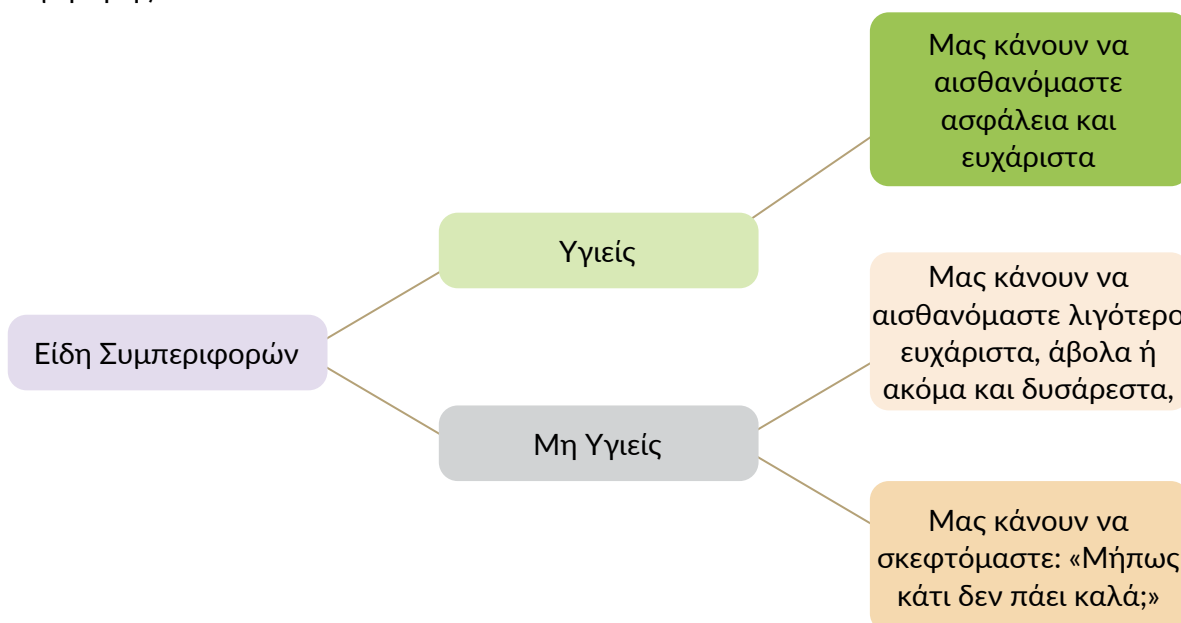 Είδη Συμπεριφορών
Υγιείς
Μας κάνουν να
αισθανόμαστε
ασφάλεια και
ευχάριστα
Μη Υγιείς
Μας κάνουν να
αισθανόμαστε λιγότερο
ευχάριστα, άβολα ή
ακόμα και δυσάρεστα,
Μας κάνουν να
σκεφτόμαστε: «Μήπως
κάτι δεν πάει καλά;»